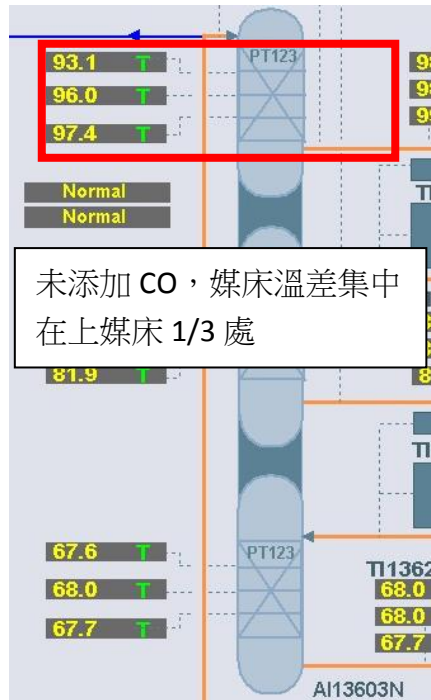 PT123
93.1 T
96.0 T
97.4 T
Normal
Normal
未添加 CO，媒床溫差集中
在上媒床 1/3 處
81.9 T
67.6 T
68.0 T
67.7 T
PT123
TI1362
68.0
68.0
67.7
AI13603N